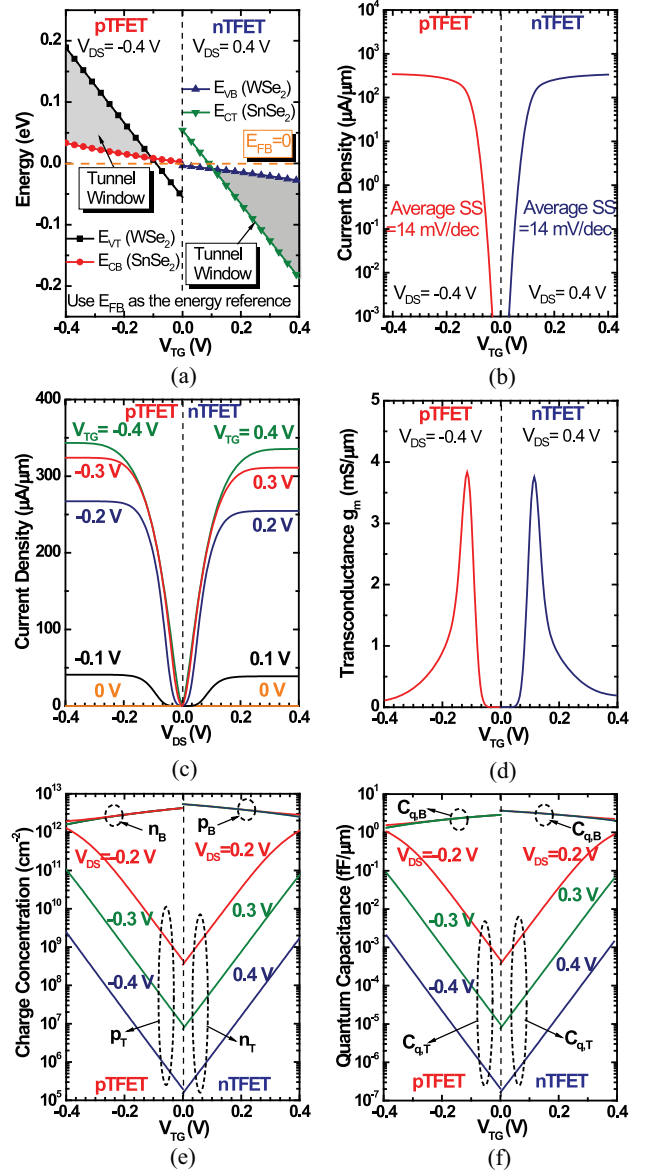 pTFET nTFET
V_DS= -0.4 V V_DS= 0.4 V
E_VB (WSe₂)
E_CT (SnSe₂)
E_FB=0
Tunnel
Window
E_VT (WSe₂)
E_CB (SnSe₂)
Tunnel
Window
Use E_FB as the energy reference
Energy (eV)
0.2
0.1
0.0
-0.1
-0.2
-0.4 -0.2 0.0 0.2 0.4
V_TG (V)
(a)
pTFET nTFET
Average SS
=14 mV/dec
Average SS
=14 mV/dec
V_DS= -0.4 V V_DS= 0.4 V
Current Density (μA/μm)
10⁴
10³
10²
10¹
10⁰
10⁻¹
10⁻²
10⁻³
-0.4 -0.2 0.0 0.2 0.4
V_TG (V)
(b)
pTFET nTFET
V_TG= -0.4 V V_TG= 0.4 V
-0.3 V 0.3 V
-0.2 V 0.2 V
-0.1 V 0.1 V
0V 0V
Current Density (μA/μm)
400
350
300
250
200
150
100
50
0
-0.4 -0.2 0.0 0.2 0.4
V_DS (V)
(c)
pTFET nTFET
V_DS= -0.4 V V_DS= 0.4 V
Transconductance g_m (mS/μm)
5
4
3
2
1
0
-0.4 -0.2 0.0 0.2 0.4
V_TG (V)
(d)
n_B p_B
V_DS=-0.2 V V_DS=0.2 V
-0.3 V 0.3 V
-0.4 V 0.4 V
p_T n_T
pTFET nTFET
Charge Concentration (cm⁻²)
10¹³
10¹²
10¹¹
10¹⁰
10⁹
10⁸
10⁷
10⁶
10⁵
-0.4 -0.2 0.0 0.2 0.4
V_TG (V)
(e)
C_q,B C_q,B
V_DS=-0.2 V V_DS=0.2 V
-0.3 V 0.3 V
-0.4 V 0.4 V
C_q,T C_q,T
pTFET nTFET
Quantum Capacitance (fF/μm)
10²
10¹
10⁰
10⁻¹
10⁻²
10⁻³
10⁻⁴
10⁻⁵
10⁻⁶
10⁻⁷
-0.4 -0.2 0.0 0.2 0.4
V_TG (V)
(f)